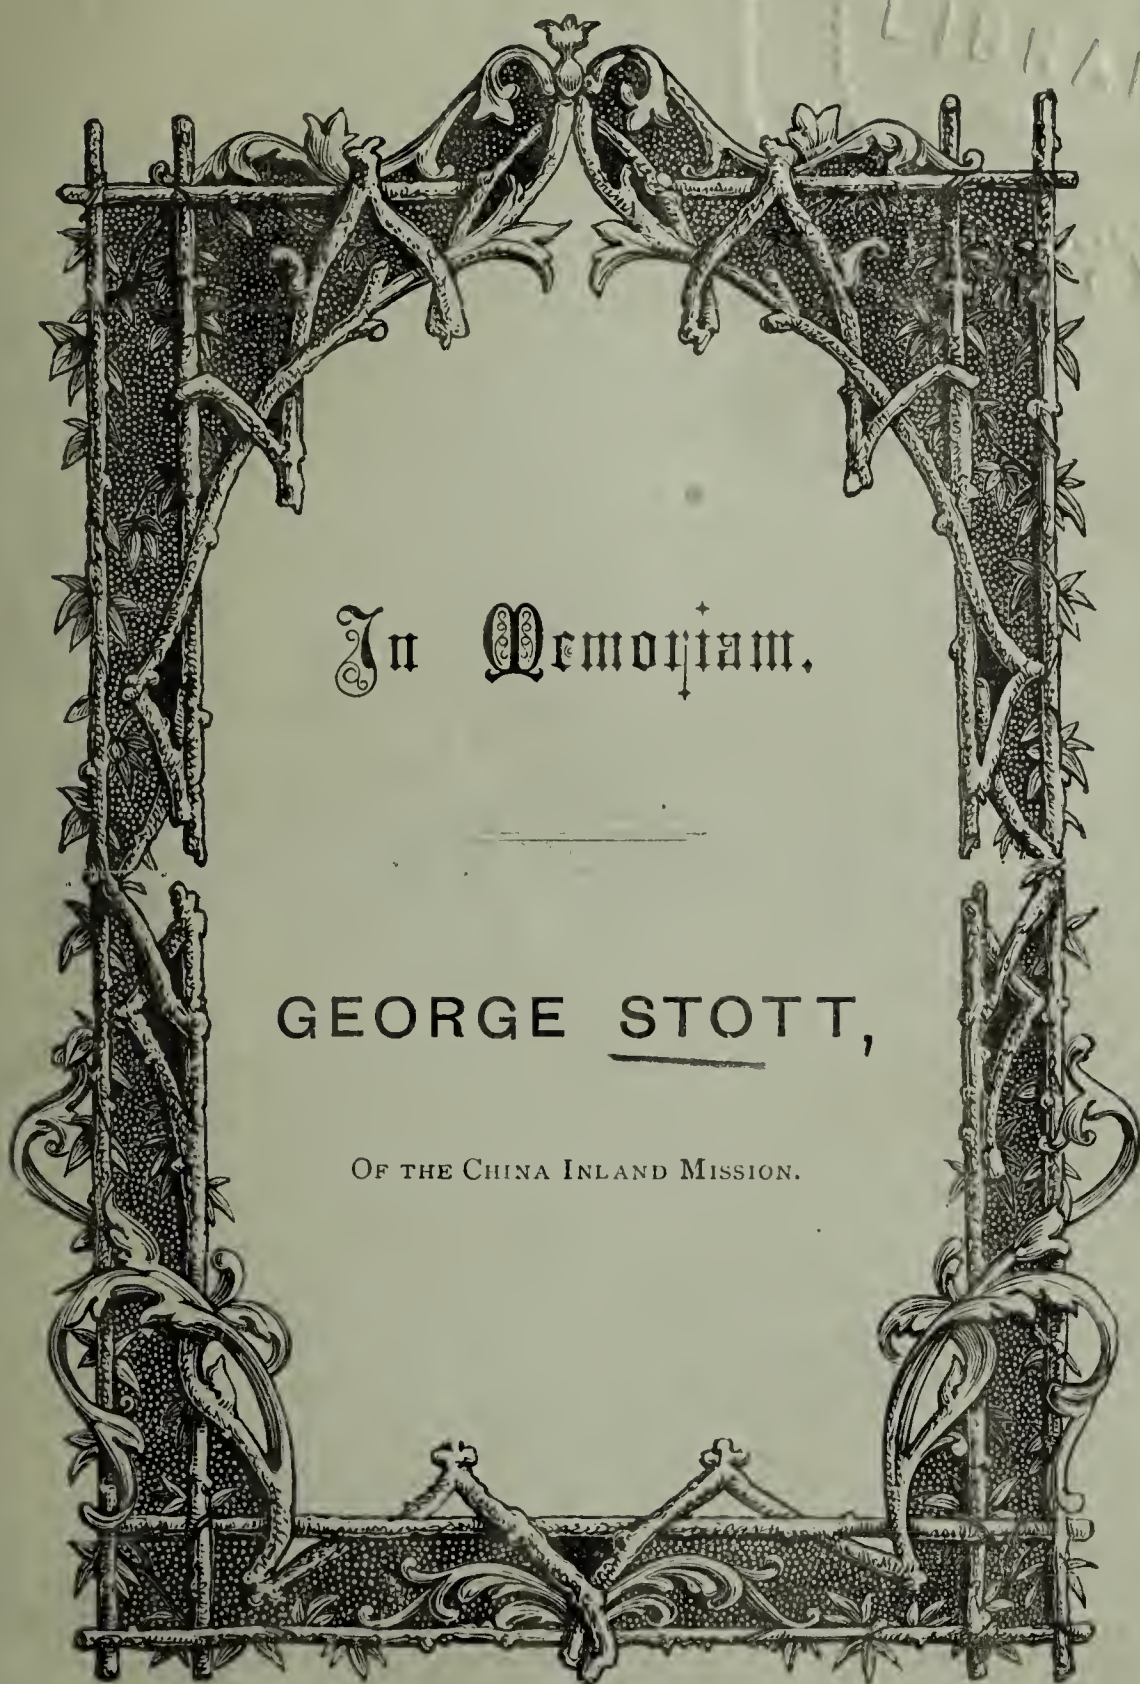 In Memoriam.
GEORGE STOTT,
OF THE CHINA INLAND MISSION.